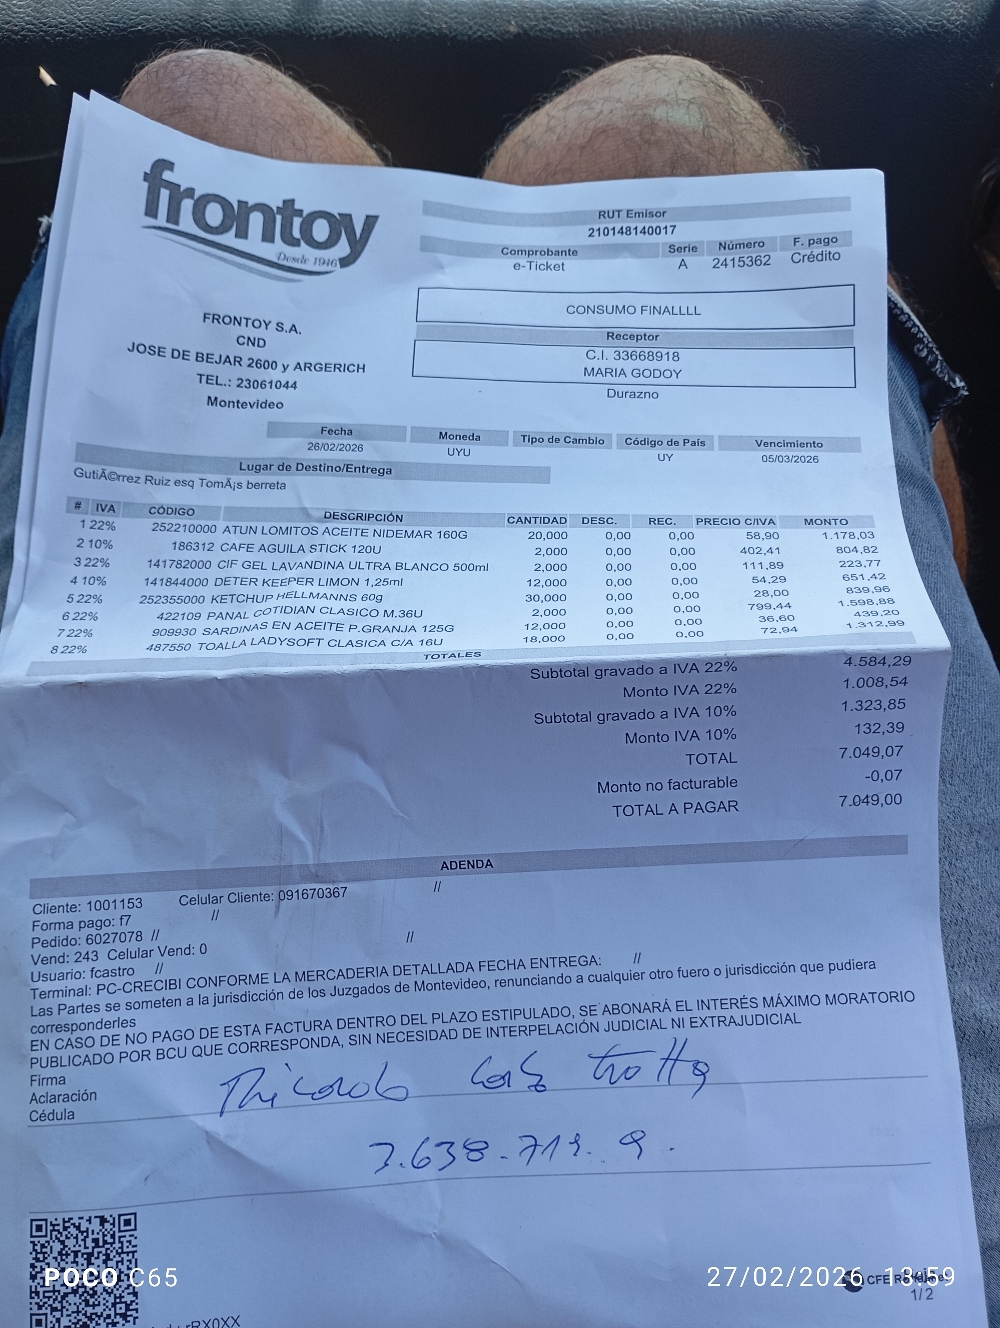 frontoy
Desde 1946
FRONTOY S.A.
CND
JOSE DE BEJAR 2600 y ARGERICH
TEL.: 23061044
Montevideo
RUT Emisor
210148140017
Comprobante Serie Número F. pago
e-Ticket A 2415362 Crédito
CONSUMO FINALLLL
Receptor
C.I. 33668918
MARIA GODOY
Durazno
Fecha Moneda Tipo de Cambio Código de País Vencimiento
26/02/2026 UYU UY 05/03/2026
Lugar de Destino/Entrega
GutiÃ©rrez Ruiz esq TomÃ¡s berreta
# IVA CÓDIGO DESCRIPCIÓN CANTIDAD DESC. REC. PRECIO C/IVA MONTO
1 22% 252210000 ATUN LOMITOS ACEITE NIDEMAR 160G 20,000 0,00 0,00 58,90 1.178,03
2 10% 186312 CAFE AGUILA STICK 120U 2,000 0,00 0,00 402,41 804,82
3 22% 141782000 CIF GEL LAVANDINA ULTRA BLANCO 500ml 2,000 0,00 0,00 111,89 223,77
4 10% 141844000 DETER KEEPER LIMON 1,25ml 12,000 0,00 0,00 54,29 651,42
5 22% 252355000 KETCHUP HELLMANNS 60g 30,000 0,00 0,00 28,00 839,96
6 22% 422109 PANAL COTIDIAN CLASICO M.36U 2,000 0,00 0,00 799,44 1.598,88
7 22% 909930 SARDINAS EN ACEITE P.GRANJA 125G 12,000 0,00 0,00 36,60 439,20
8 22% 487550 TOALLA LADYSOFT CLASICA C/A 16U 18,000 0,00 0,00 72,94 1.312,99
TOTALES
Subtotal gravado a IVA 22% 4.584,29
Monto IVA 22% 1.008,54
Subtotal gravado a IVA 10% 1.323,85
Monto IVA 10% 132,39
TOTAL 7.049,07
Monto no facturable -0,07
TOTAL A PAGAR 7.049,00
ADENDA
Cliente: 1001153 Celular Cliente: 091670367 //
Forma pago: f7 //
Pedido: 6027078 //
Vend: 243 Celular Vend: 0 //
Usuario: fcastro //
Terminal: PC-CRECIBI CONFORME LA MERCADERIA DETALLADA FECHA ENTREGA: //
Las Partes se someten a la jurisdicción de los Juzgados de Montevideo, renunciando a cualquier otro fuero o jurisdicción que pudiera
corresponderles
EN CASO DE NO PAGO DE ESTA FACTURA DENTRO DEL PLAZO ESTIPULADO, SE ABONARÁ EL INTERÉS MÁXIMO MORATORIO
PUBLICADO POR BCU QUE CORRESPONDA, SIN NECESIDAD DE INTERPELACIÓN JUDICIAL NI EXTRAJUDICIAL
Firma
Aclaración
Cédula
3.638.719.9.
POCO C65
27/02/2026 18:59
CFE
1/2